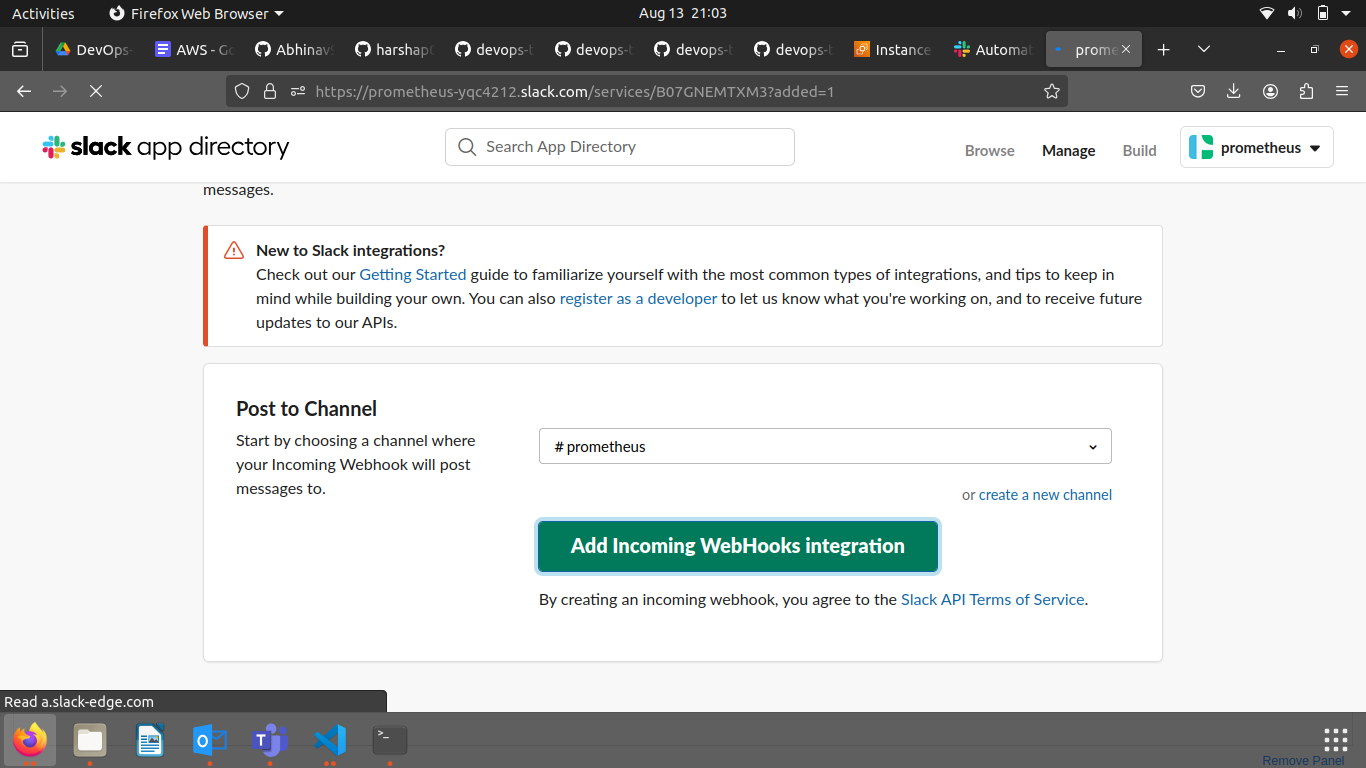 Activities
Firefox Web Browser
Aug 13 21:03
DevOps-
AWS - Go
Abhinavs
harshap
devops-t
devops-t
devops-t
devops-t
Instance
Automat
prome
https://prometheus-yqc4212.slack.com/services/B07GNEMTXM3?added=1
slack app directory
Search App Directory
Browse
Manage
Build
prometheus
messages.
New to Slack integrations?
Check out our Getting Started guide to familiarize yourself with the most common types of integrations, and tips to keep in
mind while building your own. You can also register as a developer to let us know what you're working on, and to receive future
updates to our APIs.
Post to Channel
Start by choosing a channel where
your Incoming Webhook will post
messages to.
# prometheus
or create a new channel
Add Incoming WebHooks integration
By creating an incoming webhook, you agree to the Slack API Terms of Service.
Read a.slack-edge.com
Remove Panel